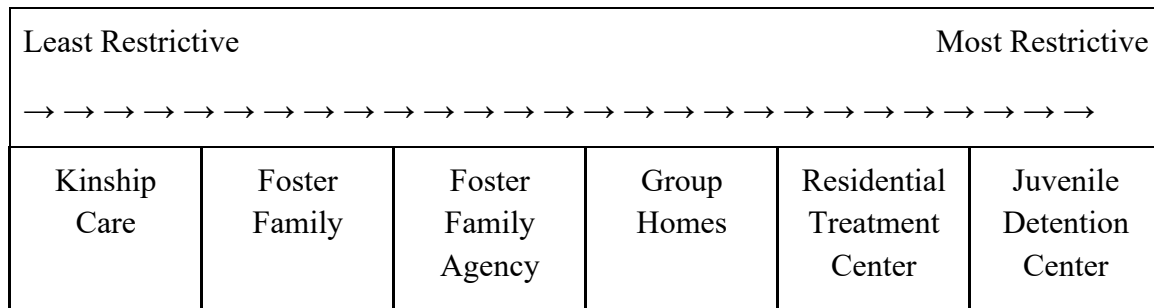 Least Restrictive Most Restrictive
→ → → → → → → → → → → → → → → → → → → → → → → → → → →
Kinship Care
Foster Family
Foster Family Agency
Group Homes
Residential Treatment Center
Juvenile Detention Center